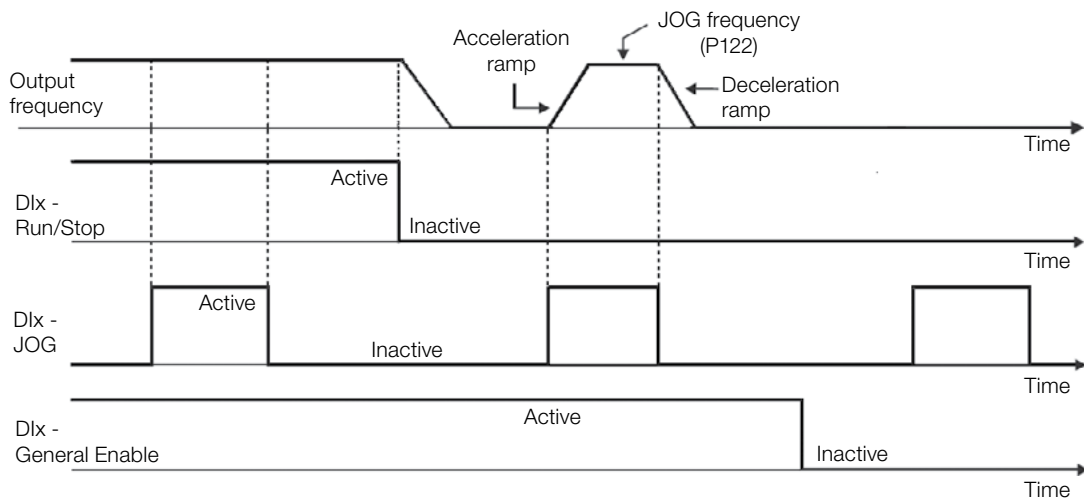 JOG frequency
(P122)
Acceleration
ramp
Output
frequency
Deceleration
ramp
Time
Active
DIx -
Run/Stop
Inactive
Time
Active
DIx -
JOG
Inactive
Time
Active
DIx -
General Enable
Inactive
Time